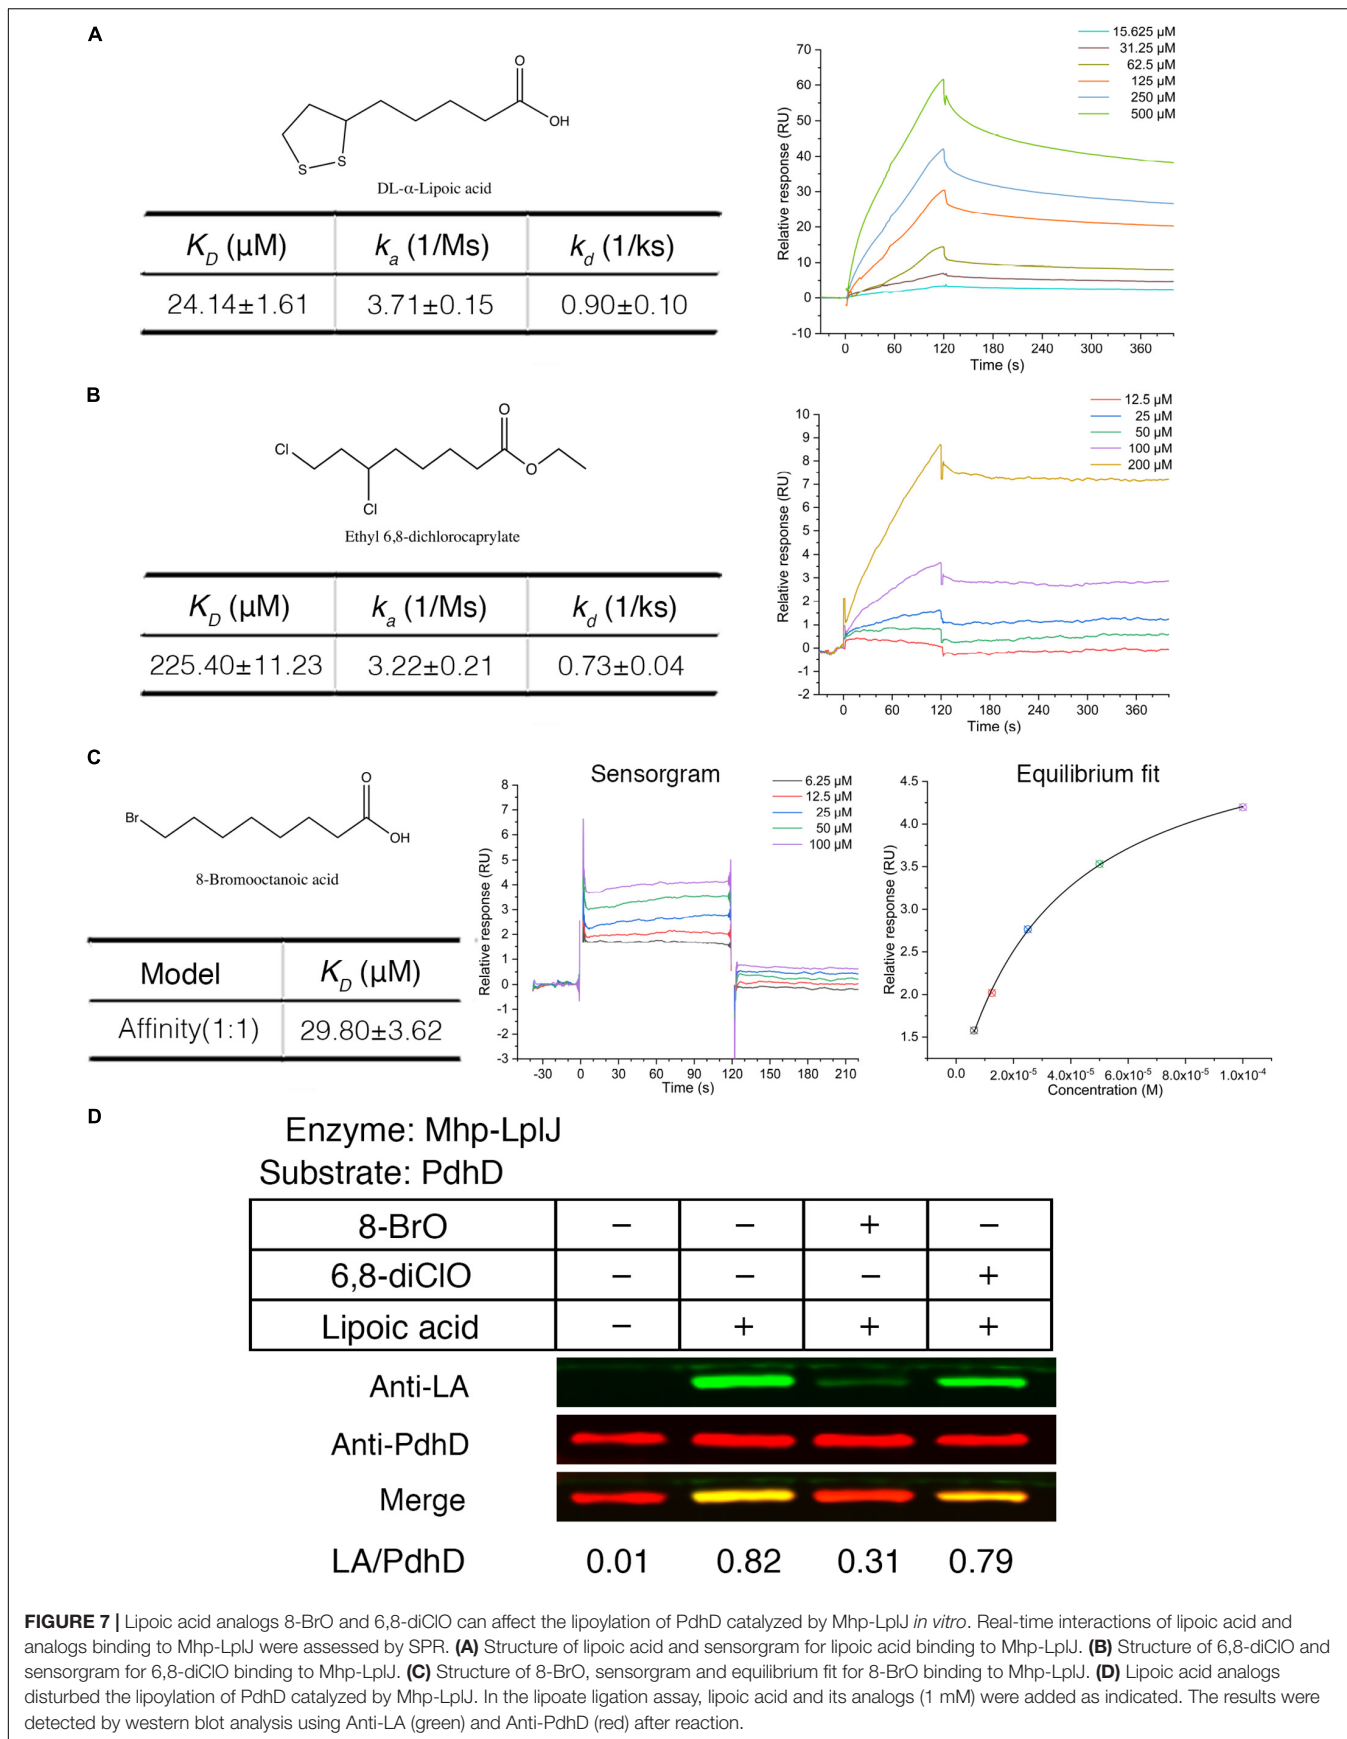 A
O
OH
S
S
DL-α-Lipoic acid
K_D (µM) k_a (1/Ms) k_d (1/ks)
24.14±1.61 3.71±0.15 0.90±0.10
15.625 µM
31.25 µM
62.5 µM
125 µM
250 µM
500 µM
Relative response (RU)
70
60
50
40
30
20
10
0
-10
0 60 120 180 240 300 360
Time (s)
B
O
Cl
O
Cl
Ethyl 6,8-dichlorocaprylate
K_D (µM) k_a (1/Ms) k_d (1/ks)
225.40±11.23 3.22±0.21 0.73±0.04
12.5 µM
25 µM
50 µM
100 µM
200 µM
Relative response (RU)
10
9
8
7
6
5
4
3
2
1
0
-1
-2
0 60 120 180 240 300 360
Time (s)
C
O
Br
OH
8-Bromooctanoic acid
Model K_D (µM)
Affinity(1:1) 29.80±3.62
Sensorgram
6.25 µM
12.5 µM
25 µM
50 µM
100 µM
Relative response (RU)
8
7
6
5
4
3
2
1
0
-1
-2
-3
-30 0 30 60 90 120 150 180 210
Time (s)
Equilibrium fit
Relative response (RU)
4.5
4.0
3.5
3.0
2.5
2.0
1.5
0.0 2.0x10⁻⁵ 4.0x10⁻⁵ 6.0x10⁻⁵ 8.0x10⁻⁵ 1.0x10⁻⁴
Concentration (M)
D
Enzyme: Mhp-LplJ
Substrate: PdhD
8-BrO − − + −
6,8-diClO − − − +
Lipoic acid − + + +
Anti-LA
Anti-PdhD
Merge
LA/PdhD 0.01 0.82 0.31 0.79
FIGURE 7 | Lipoic acid analogs 8-BrO and 6,8-diClO can affect the lipoylation of PdhD catalyzed by Mhp-LplJ in vitro. Real-time interactions of lipoic acid and
analogs binding to Mhp-LplJ were assessed by SPR. (A) Structure of lipoic acid and sensorgram for lipoic acid binding to Mhp-LplJ. (B) Structure of 6,8-diClO and
sensorgram for 6,8-diClO binding to Mhp-LplJ. (C) Structure of 8-BrO, sensorgram and equilibrium fit for 8-BrO binding to Mhp-LplJ. (D) Lipoic acid analogs
disturbed the lipoylation of PdhD catalyzed by Mhp-LplJ. In the lipoate ligation assay, lipoic acid and its analogs (1 mM) were added as indicated. The results were
detected by western blot analysis using Anti-LA (green) and Anti-PdhD (red) after reaction.